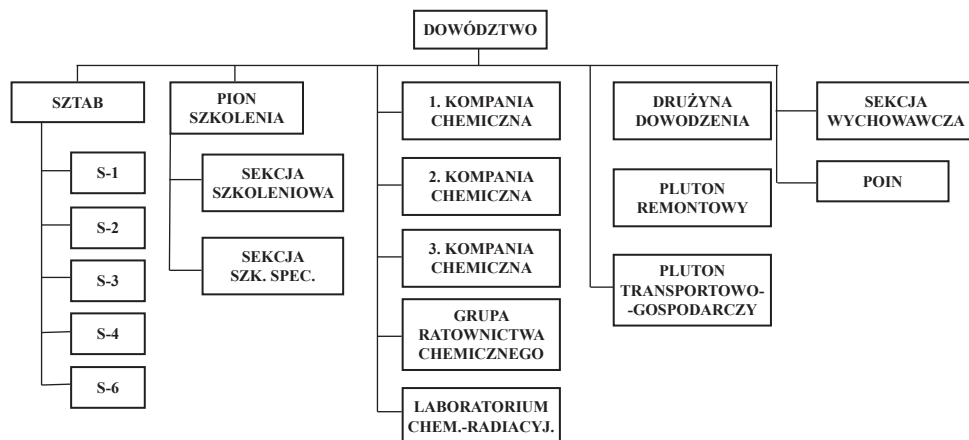 DOWÓDZTWO
SZTAB
S-1
S-2
S-3
S-4
S-6
PION
SZKOLENIA
SEKCJA
SZKOLENIOWA
SEKCJA
SZK. SPEC.
1. KOMPANIA
CHEMICZNA
2. KOMPANIA
CHEMICZNA
3. KOMPANIA
CHEMICZNA
GRUPA
RATOWNICTWA
CHEMICZNEGO
LABORATORIUM
CHEM.-RADIACYJ.
DRUŻYNA
DOWODZENIA
PLUTON
REMONTOWY
PLUTON
TRANSPORTOWO-
-GOSPODARCZY
SEKCJA
WYCHOWAWCZA
POIN